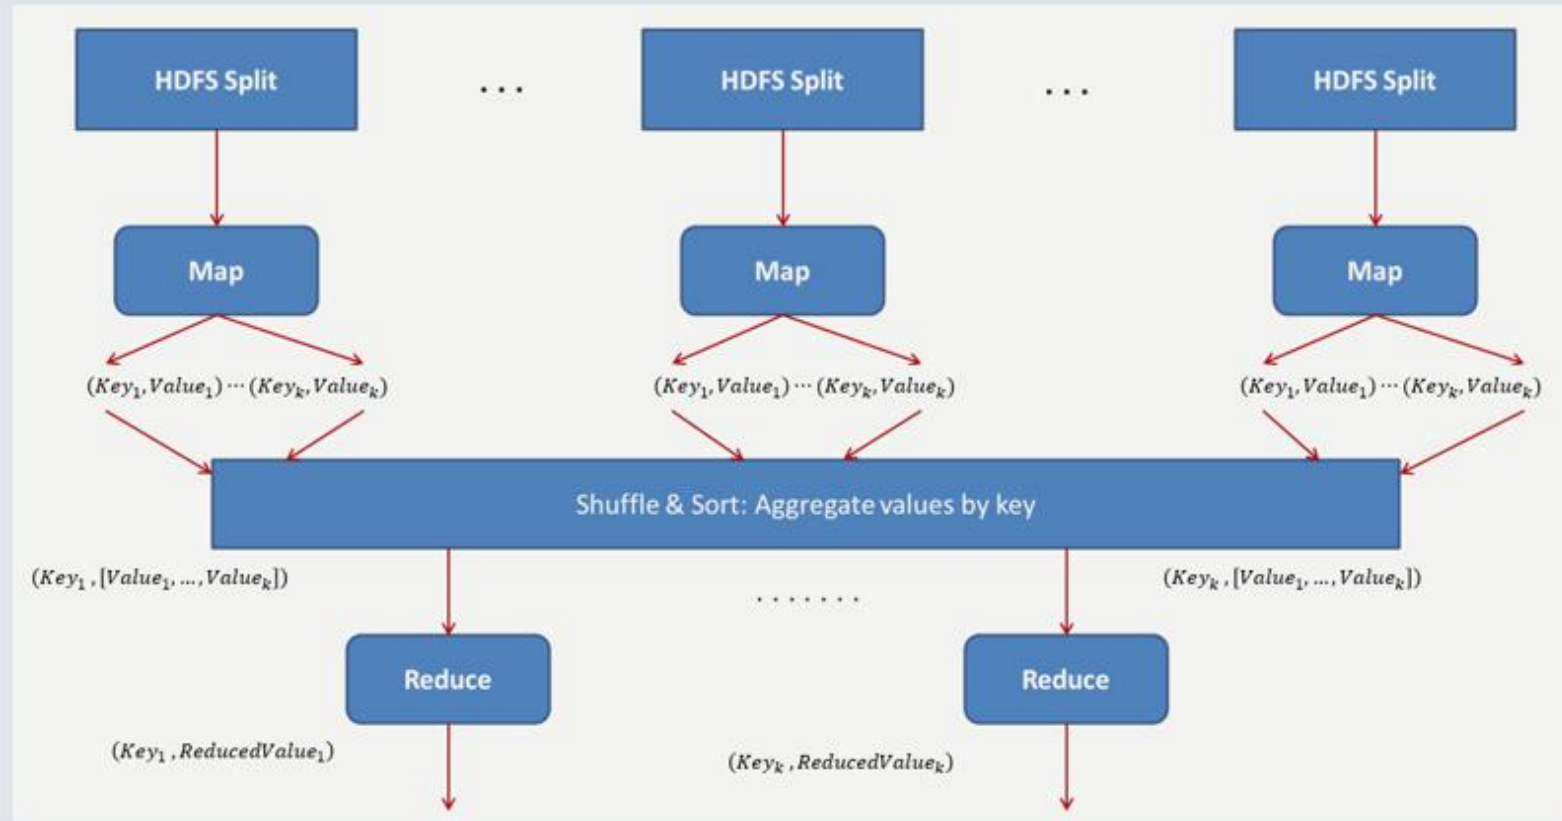 HDFS Split ... HDFS Split ... HDFS Split
Map Map Map
(Key₁,Value₁)⋯(Keyₖ,Valueₖ) (Key₁,Value₁)⋯(Keyₖ,Valueₖ) (Key₁,Value₁)⋯(Keyₖ,Valueₖ)
Shuffle & Sort: Aggregate values by key
(Key₁,[Value₁,…,Valueₖ]) (Keyₖ,[Value₁,…,Valueₖ])
.......
Reduce Reduce
(Key₁,ReducedValue₁) (Keyₖ,ReducedValueₖ)